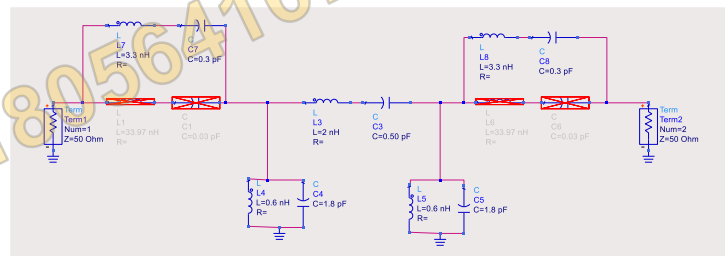 L
L7
L=3.3 nH
R=
C
C7
C=0.3 pF
L
L8
L=3.3 nH
R=
C
C8
C=0.3 pF
Term
Term1
Num=1
Z=50 Ohm
L
L1
L=33.97 nH
R=
C
C1
C=0.03 pF
L
L3
L=2 nH
R=
C
C3
C=0.50 pF
L
L6
L=33.97 nH
R=
C
C6
C=0.03 pF
Term
Term2
Num=2
Z=50 Ohm
L
L4
L=0.6 nH
R=
C
C4
C=1.8 pF
L
L5
L=0.6 nH
R=
C
C5
C=1.8 pF